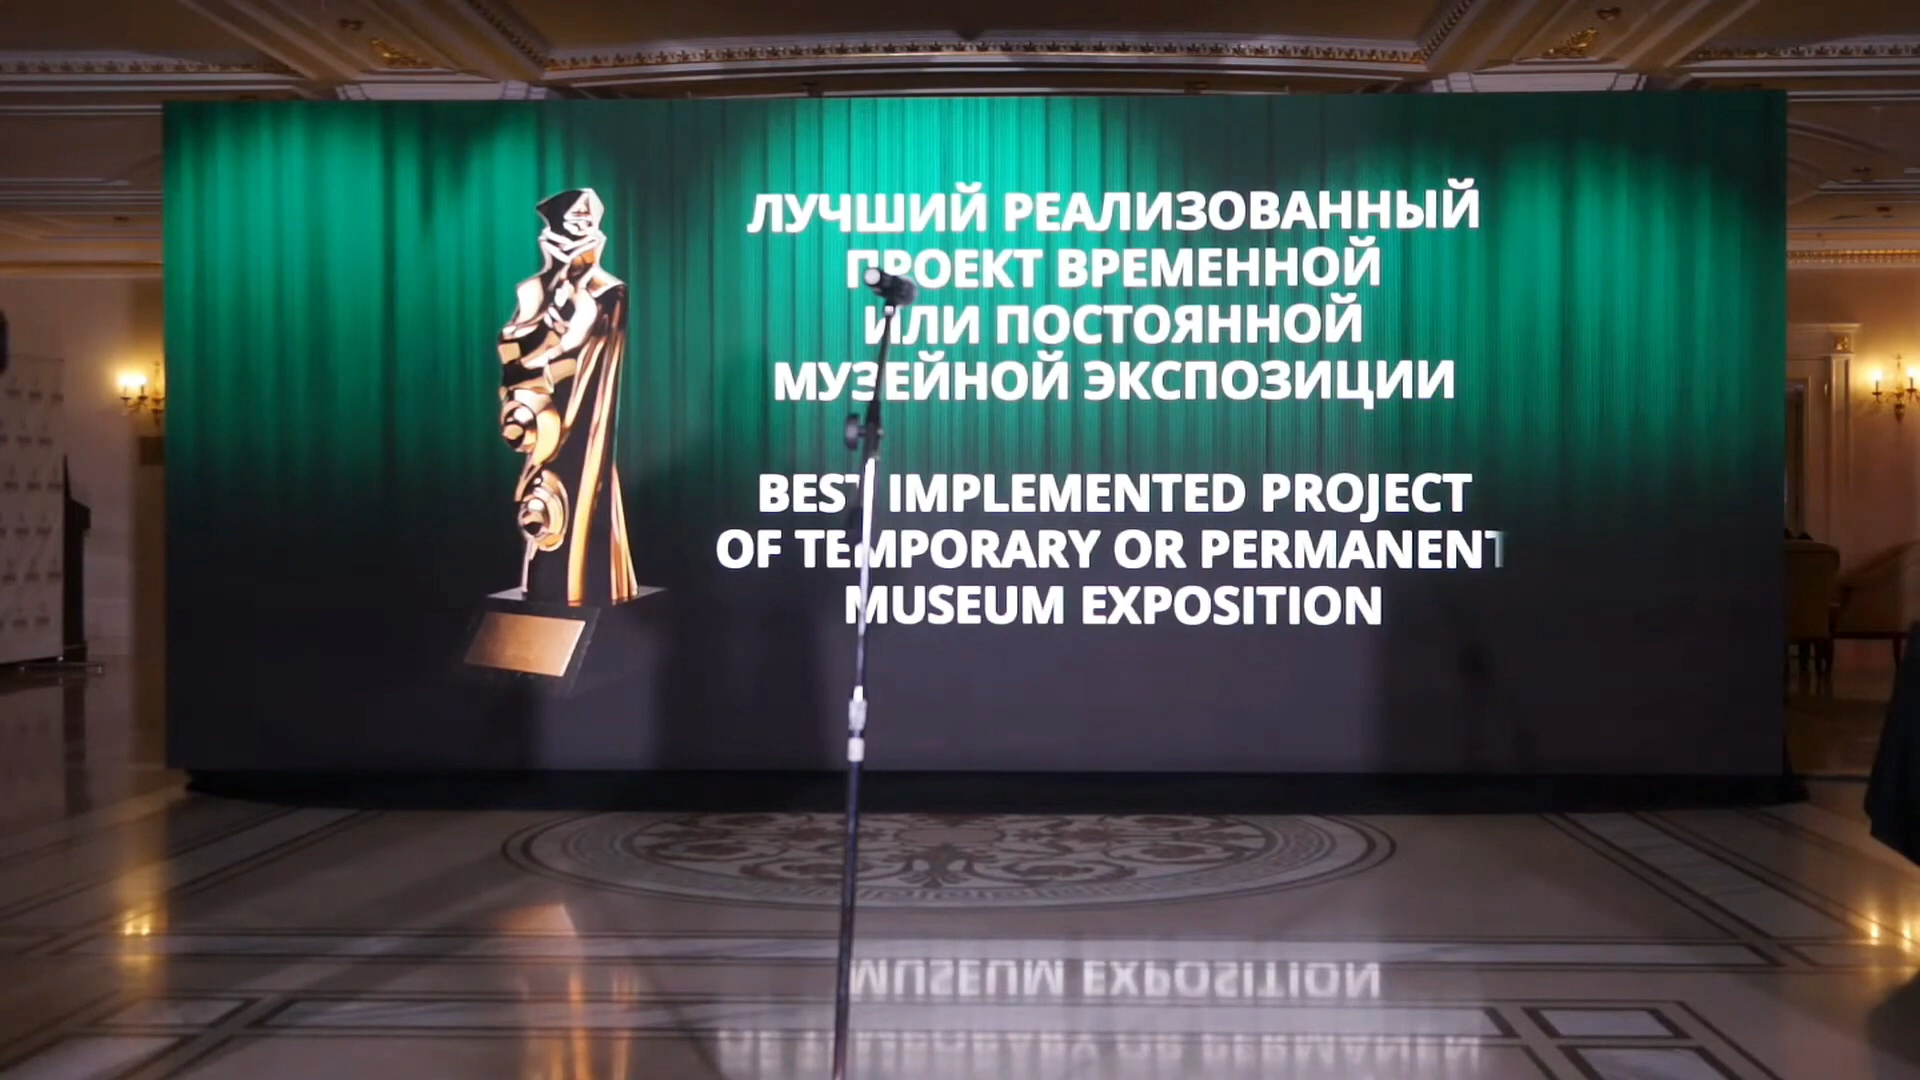 ЛУЧШИЙ РЕАЛИЗОВАННЫЙ
ПРОЕКТ ВРЕМЕННОЙ
ИЛИ ПОСТОЯННОЙ
МУЗЕЙНОЙ ЭКСПОЗИЦИИ
BEST IMPLEMENTED PROJECT
OF TEMPORARY OR PERMANENT
MUSEUM EXPOSITION